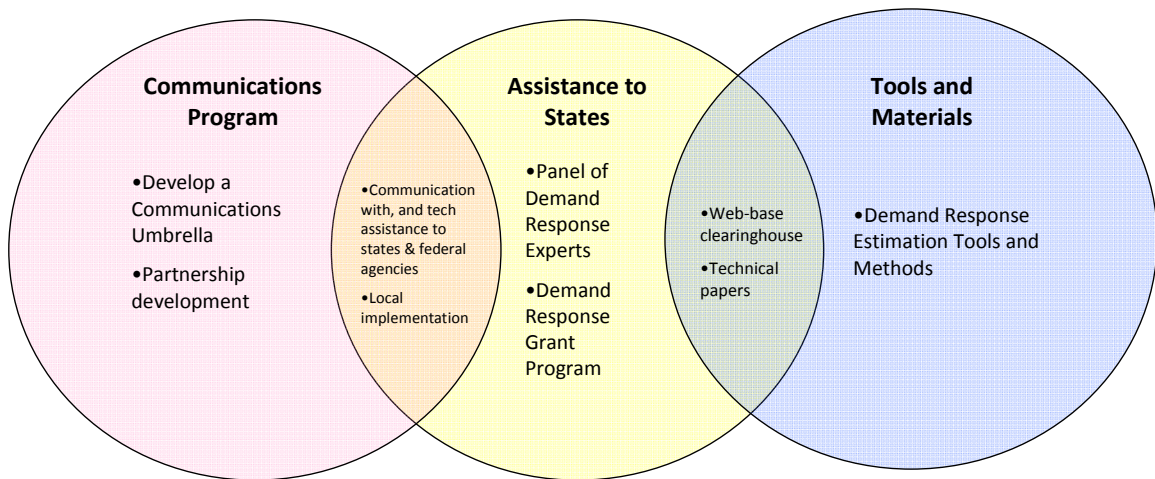 Communications
Program
•Develop a
Communications
Umbrella
•Partnership
development
•Communication
with, and tech
assistance to
states & federal
agencies
•Local
implementation
Assistance to
States
•Panel of
Demand
Response
Experts
•Demand
Response
Grant
Program
•Web-base
clearinghouse
•Technical
papers
Tools and
Materials
•Demand Response
Estimation Tools and
Methods